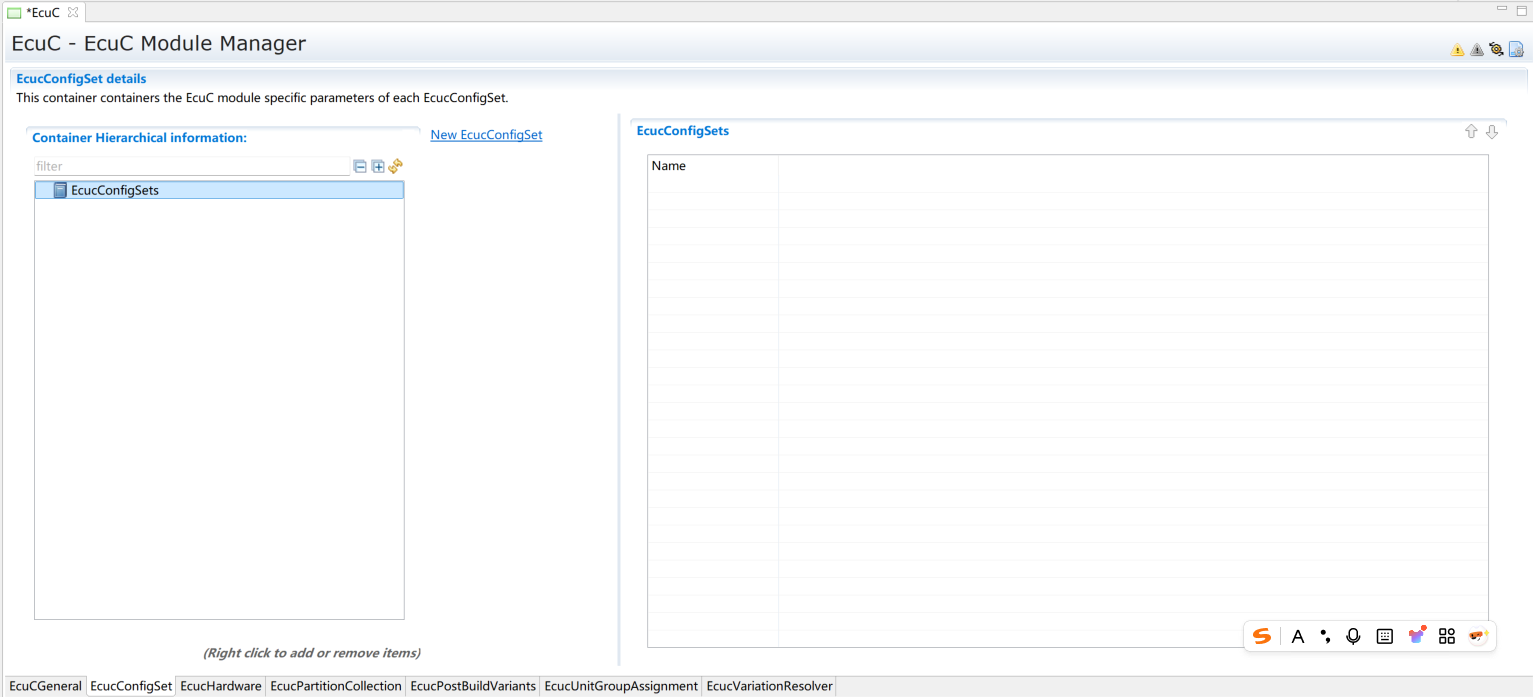 *EcuC
EcuC - EcuC Module Manager
EcucConfigSet details
This container containers the EcuC module specific parameters of each EcucConfigSet.
Container Hierarchical information:
New EcucConfigSet
filter
EcucConfigSets
(Right click to add or remove items)
EcucConfigSets
Name
A
EcuCGeneral EcucConfigSet EcucHardware EcucPartitionCollection EcucPostBuildVariants EcucUnitGroupAssignment EcucVariationResolver